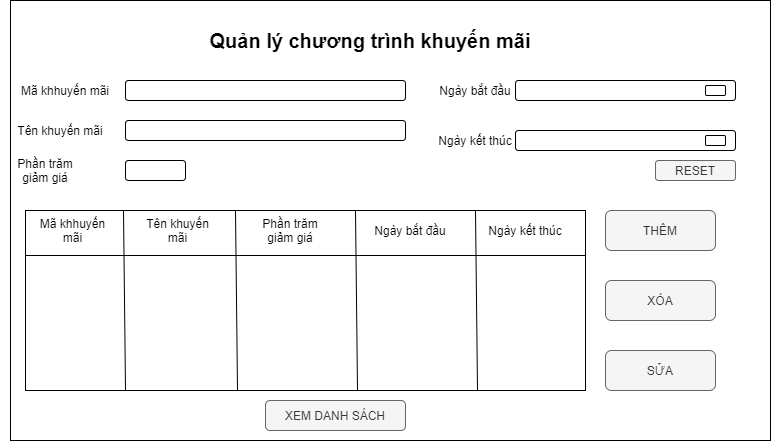 Quản lý chương trình khuyến mãi
Mã khhuyến mãi
Ngày bắt đầu
Tên khuyến mãi
Ngày kết thúc
Phần trăm
giảm giá
RESET
Mã khhuyến
mãi
Tên khuyến
mãi
Phần trăm
giảm giá
Ngày bắt đầu
Ngày kết thúc
THÊM
XÓA
SỬA
XEM DANH SÁCH